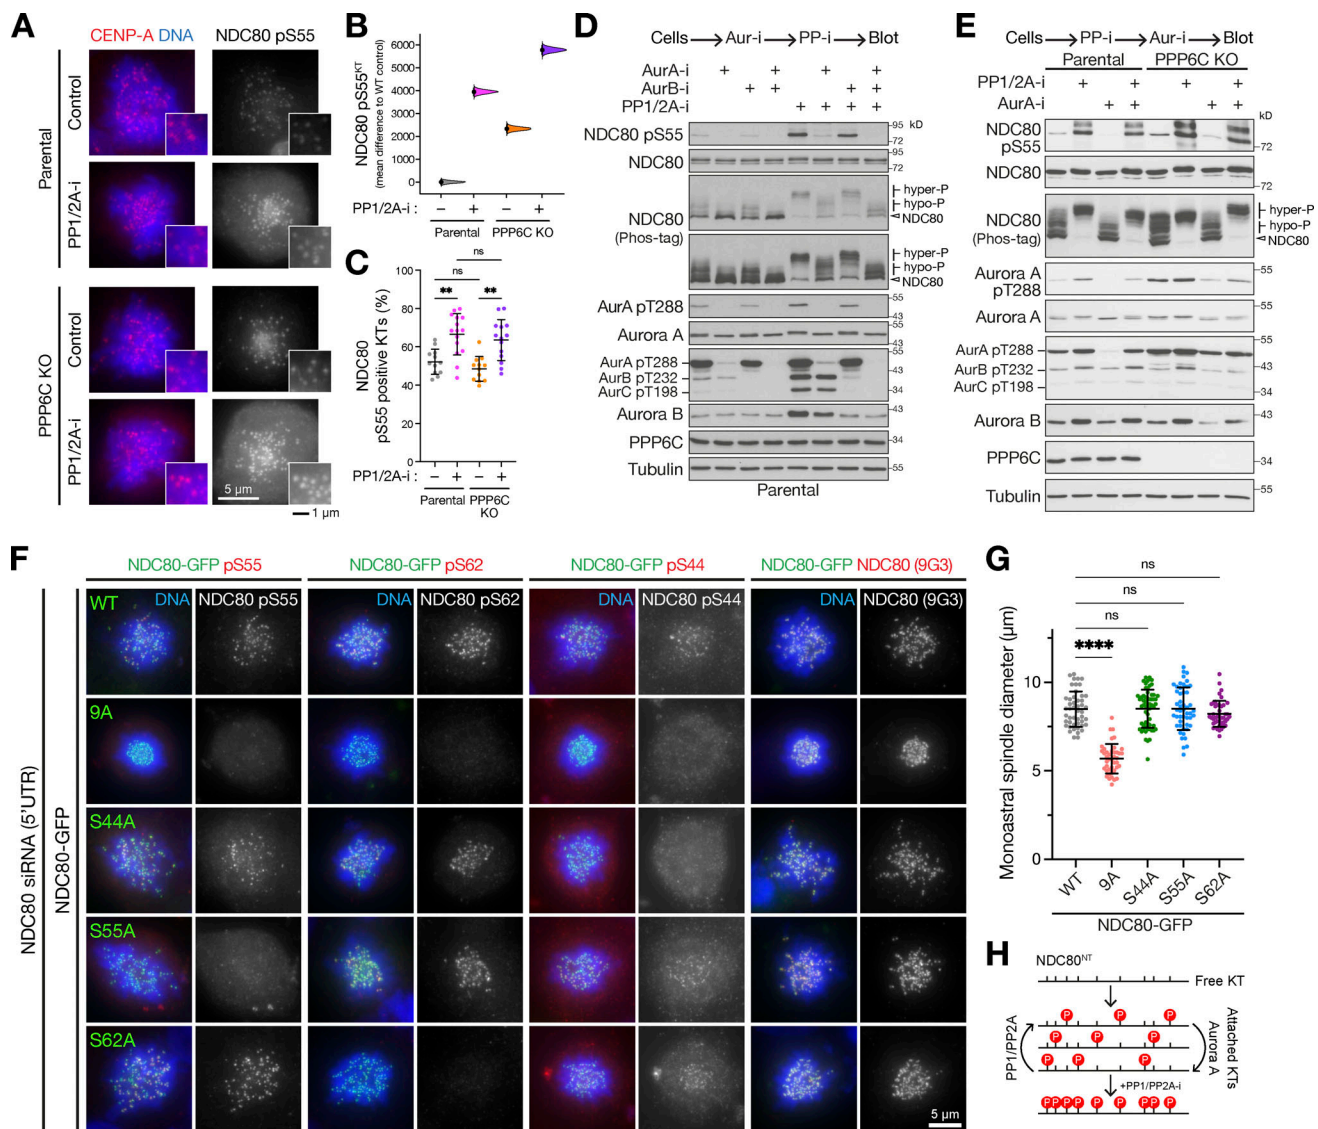 A
CENP-A DNA
NDC80 pS55
Parental
Control
PP1/2A-i
PPP6C KO
Control
PP1/2A-i
5 µm
1 µm
B
NDC80 pS55KT
(mean difference to WT control)
6000
5000
4000
3000
2000
1000
0
PP1/2A-i : – + – +
Parental PPP6C KO
C
ns
ns
** **
NDC80
pS55 positive KTs (%)
100
80
60
40
20
0
PP1/2A-i : – + – +
Parental PPP6C
KO
D
Cells Aur-i PP-i Blot
AurA-i + + + +
AurB-i + + + +
PP1/2A-i + + + +
NDC80 pS55
95 kD
72
NDC80
95
72
NDC80
(Phos-tag)
hyper-P
hypo-P
NDC80
hyper-P
hypo-P
NDC80
AurA pT288
55
43
Aurora A
55
43
AurA pT288
AurB pT232
AurC pT198
55
43
34
Aurora B
43
PPP6C
34
Tubulin
55
Parental
E
Cells PP-i Aur-i Blot
Parental PPP6C KO
PP1/2A-i + + + +
AurA-i + + + +
NDC80
pS55
95 kD
72
NDC80
72
NDC80
(Phos-tag)
hyper-P
hypo-P
NDC80
Aurora A
pT288
55
Aurora A
55
AurA pT288
AurB pT232
AurC pT198
55
43
34
Aurora B
43
PPP6C
34
Tubulin
55
F
NDC80-GFP pS55
NDC80-GFP pS62
NDC80-GFP pS44
NDC80-GFP NDC80 (9G3)
NDC80 siRNA (5'UTR)
NDC80-GFP
WT
DNA
NDC80 pS55
DNA
NDC80 pS62
DNA
NDC80 pS44
DNA
NDC80 (9G3)
9A
S44A
S55A
S62A
5 µm
G
ns
ns
ns
****
Monoastral spindle diameter (µm)
10
5
0
WT
9A
S44A
S55A
S62A
NDC80-GFP
H
NDC80NT
Free KT
P P P
P P P
P P P
PP1/PP2A
Aurora A
Attached KTs
+PP1/PP2A-i
P P P P P P P P P